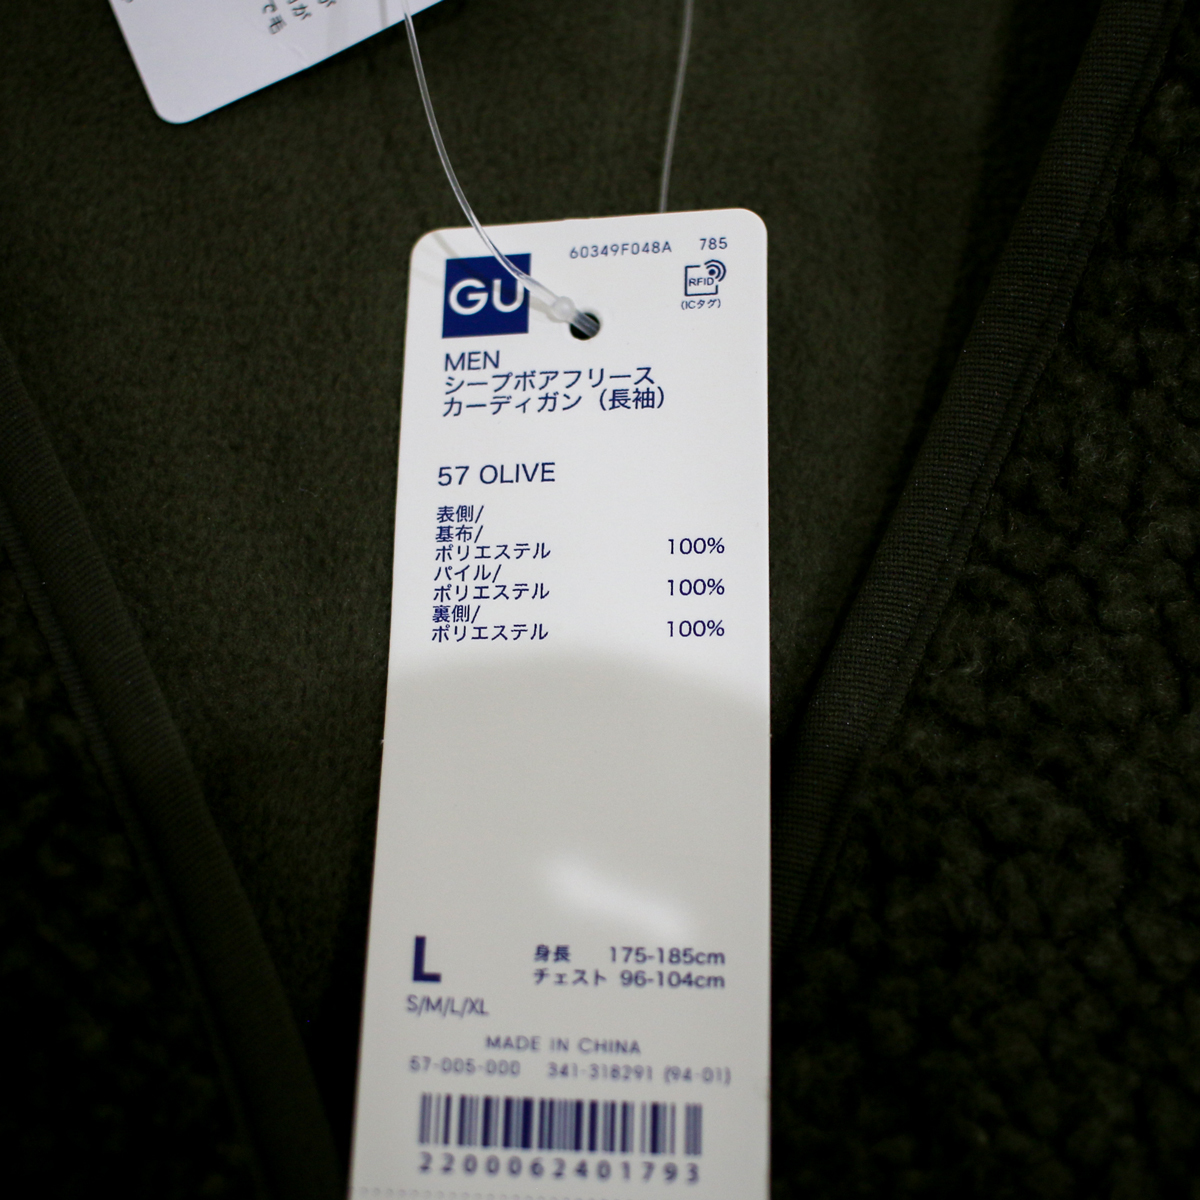 で毛
60349F048A 785
GU
RFID
(ICタグ)
MEN
シープボアフリース
カーディガン（長袖）
57 OLIVE
表側/
基布/
ポリエステル 100%
パイル/
ポリエステル 100%
裏側/
ポリエステル 100%
L 身長 175-185cm
チェスト 96-104cm
S/M/L/XL
MADE IN CHINA
57-005-000 341-318291 (94-01)
2200062401793